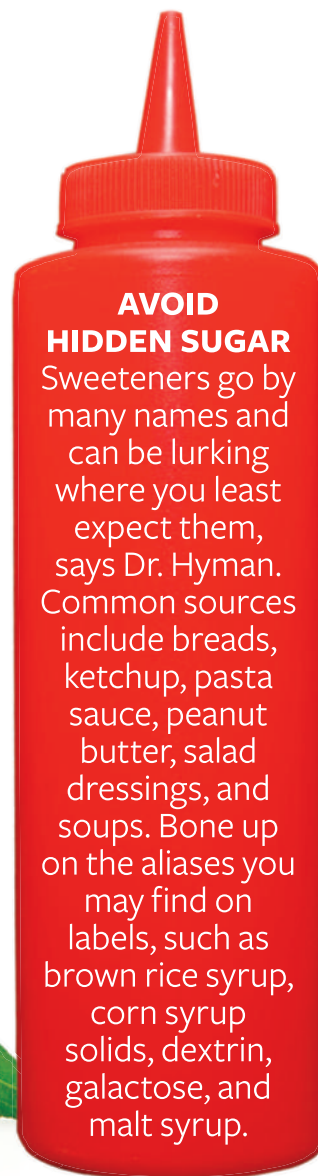 AVOID
HIDDEN SUGAR
Sweeteners go by
many names and
can be lurking
where you least
expect them,
says Dr. Hyman.
Common sources
include breads,
ketchup, pasta
sauce, peanut
butter, salad
dressings, and
soups. Bone up
on the aliases you
may find on
labels, such as
brown rice syrup,
corn syrup
solids, dextrin,
galactose, and
malt syrup.